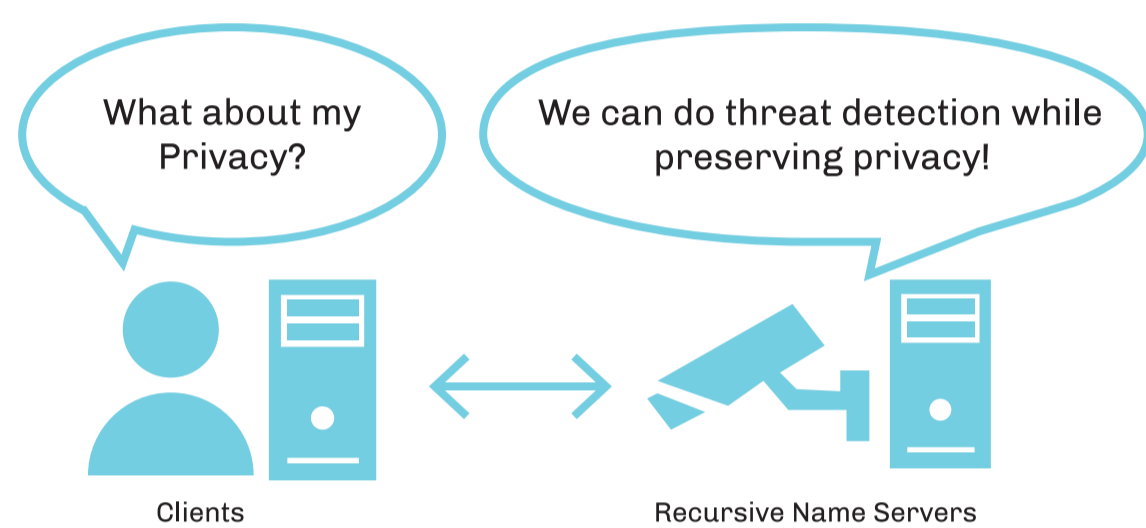 What about my
Privacy?
We can do threat detection while
preserving privacy!
Clients
Recursive Name Servers